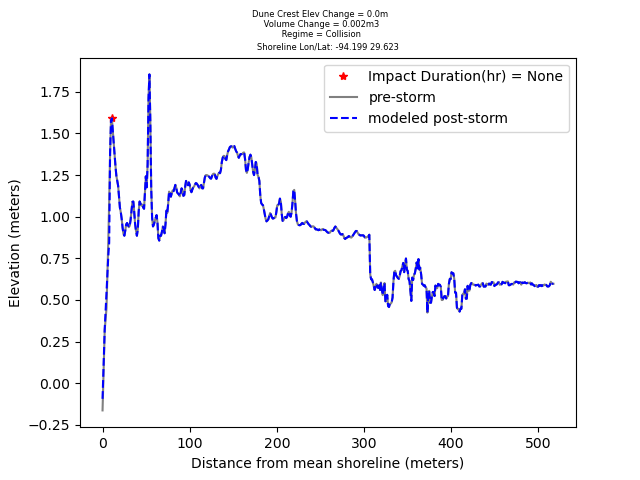 Dune Crest Elev Change = 0.0m
Volume Change = 0.002m3
Regime = Collision
Shoreline Lon/Lat: -94.199 29.623
Impact Duration(hr) = None
pre-storm
modeled post-storm
1.75
1.50
1.25
1.00
0.75
0.50
0.25
0.00
−0.25
Elevation (meters)
0 100 200 300 400 500
Distance from mean shoreline (meters)